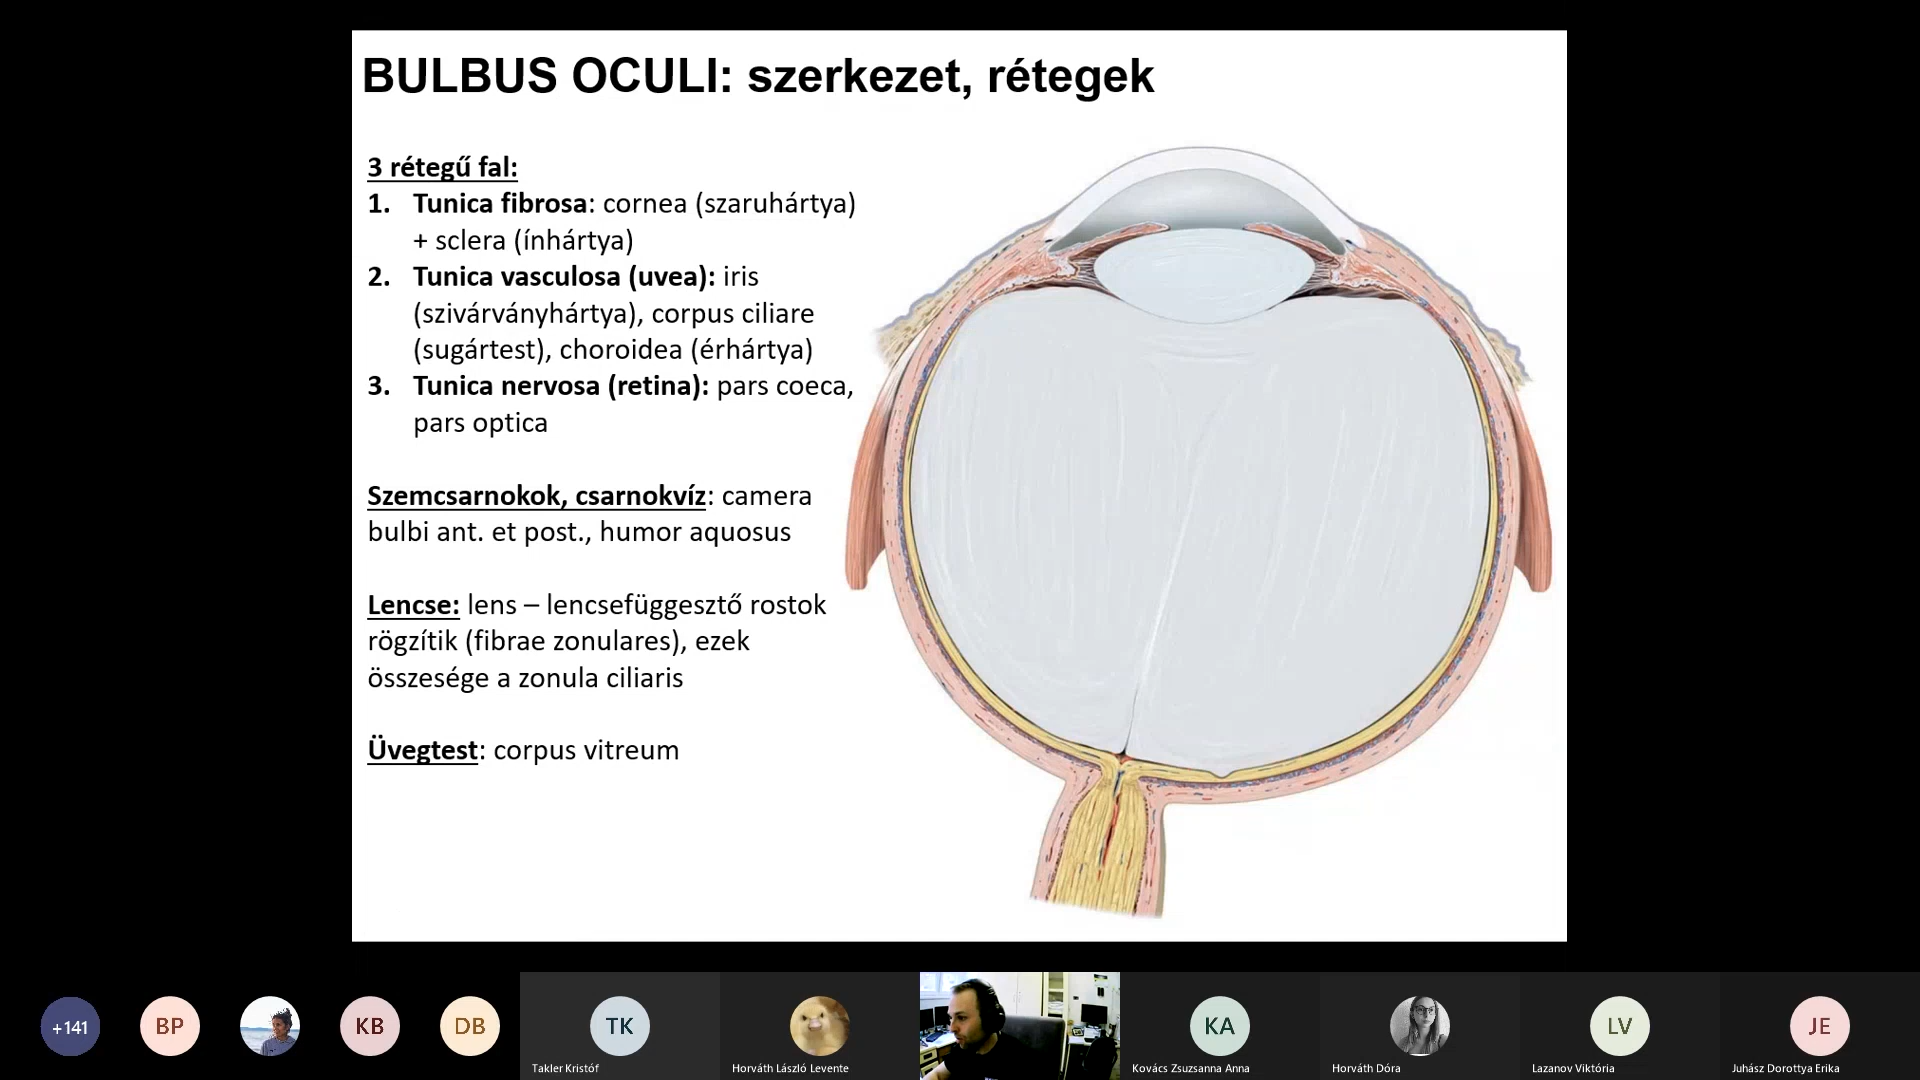 BULBUS OCULI: szerkezet, rétegek
3 rétegű fal:
1. Tunica fibrosa: cornea (szaruhártya)
+ sclera (ínhártya)
2. Tunica vasculosa (uvea): iris
(szivárványhártya), corpus ciliare
(sugártest), choroidea (érhártya)
3. Tunica nervosa (retina): pars coeca,
pars optica
Szemcsarnokok, csarnokvíz: camera
bulbi ant. et post., humor aquosus
Lencse: lens – lencsefüggesztő rostok
rögzítik (fibrae zonulares), ezek
összesége a zonula ciliaris
Üvegtest: corpus vitreum
+141
BP
KB
DB
TK
KA
LV
JE
Takler Kristóf
Horváth László Levente
Kovács Zsuzsanna Anna
Horváth Dóra
Lazanov Viktória
Juhász Dorottya Erika